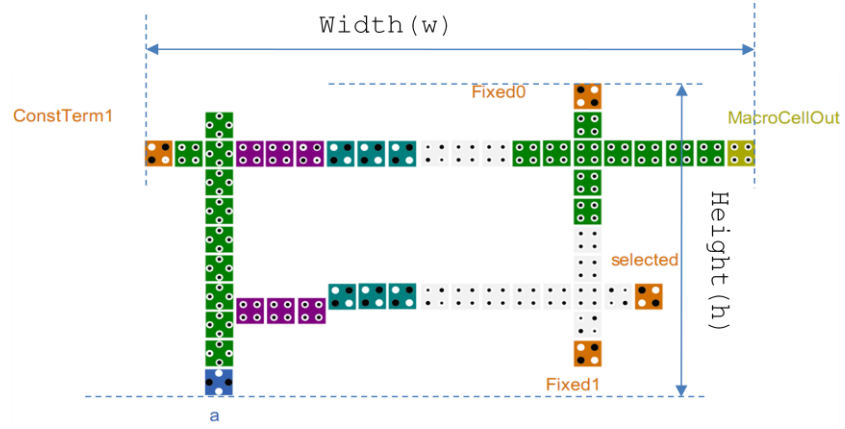 Width(w)
Fixed0
ConstTerm1
MacroCellOut
Height(h)
selected
Fixed1
a